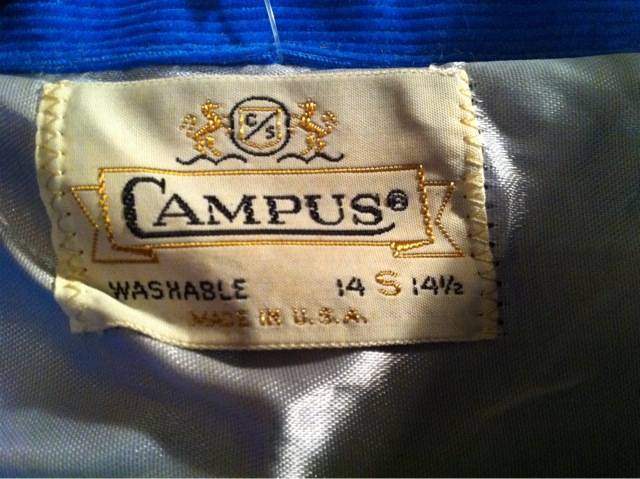 C/S
CAMPUS®
WASHABLE 14 S 14½
MADE IN U.S.A.